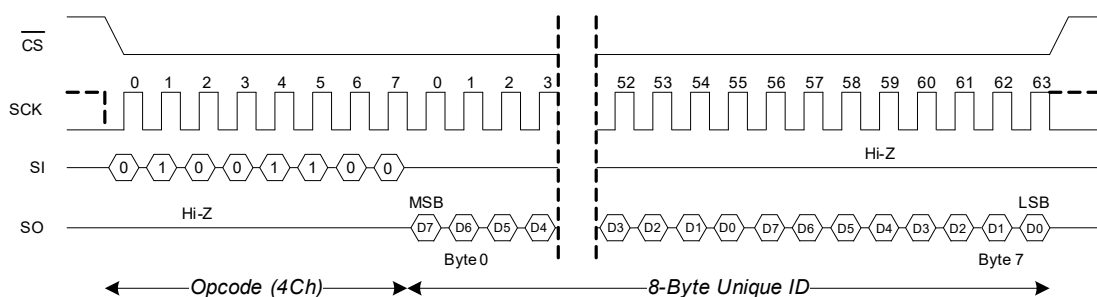 CS
0 1 2 3 4 5 6 7 0 1 2 3 52 53 54 55 56 57 58 59 60 61 62 63
SCK
Hi-Z
SI 0 1 0 0 1 1 0 0
MSB LSB
Hi-Z
SO D7 D6 D5 D4 D3 D2 D1 D0 D7 D6 D5 D4 D3 D2 D1 D0
Byte 0 Byte 7
Opcode (4Ch) 8-Byte Unique ID